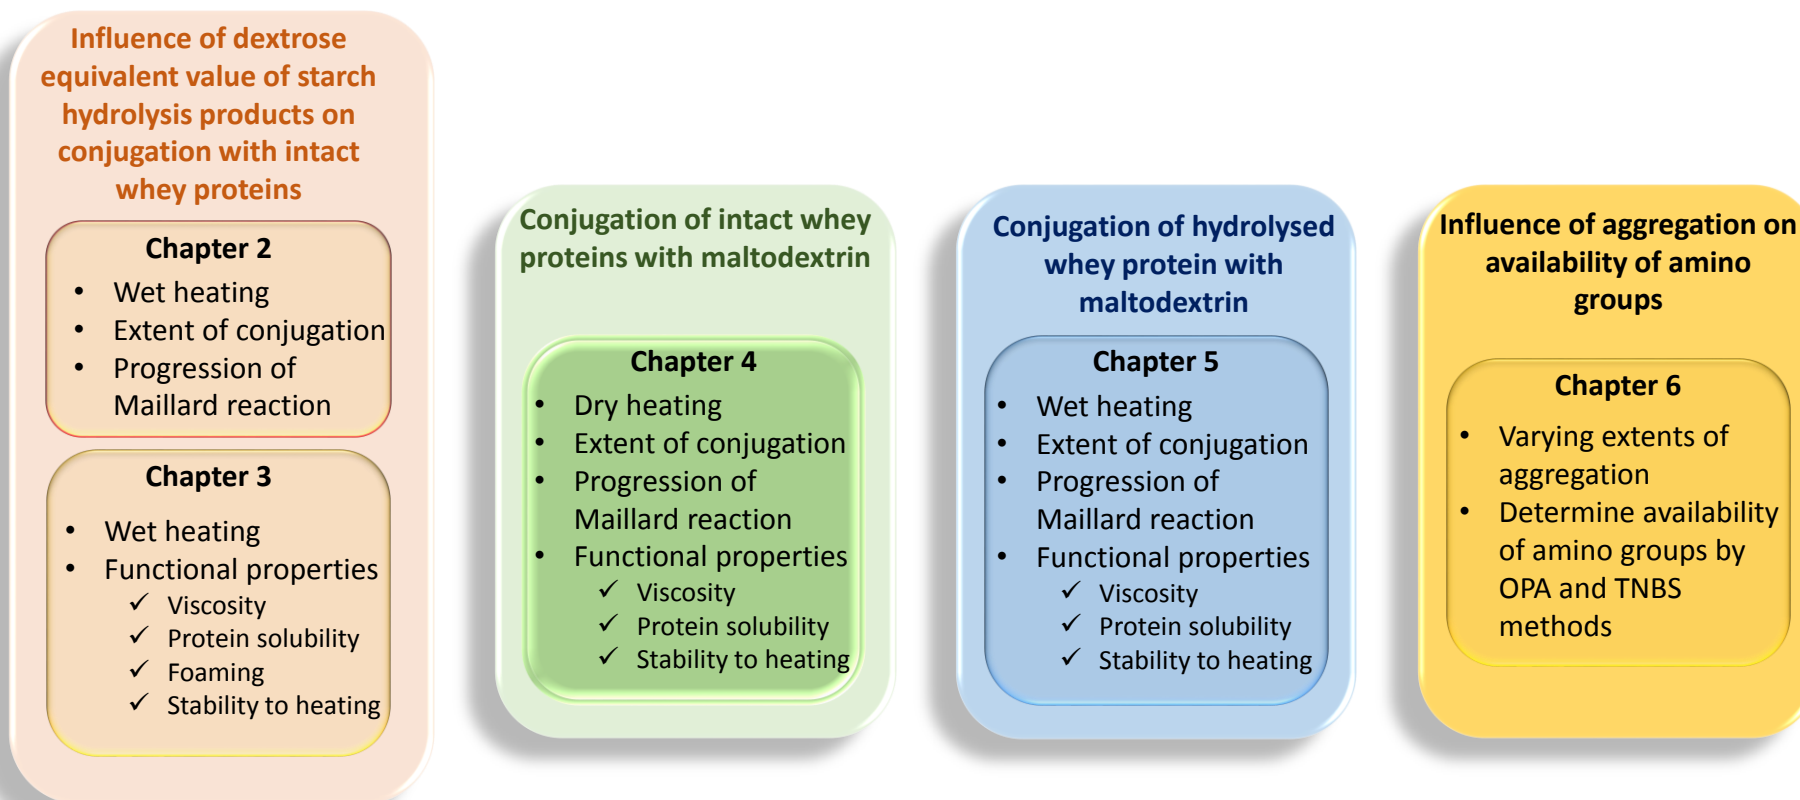 Influence of dextrose
equivalent value of starch
hydrolysis products on
conjugation with intact
whey proteins
Chapter 2
• Wet heating
• Extent of conjugation
• Progression of
Maillard reaction
Chapter 3
• Wet heating
• Functional properties
✓ Viscosity
✓ Protein solubility
✓ Foaming
✓ Stability to heating
Conjugation of intact whey
proteins with maltodextrin
Chapter 4
• Dry heating
• Extent of conjugation
• Progression of
Maillard reaction
• Functional properties
✓ Viscosity
✓ Protein solubility
✓ Stability to heating
Conjugation of hydrolysed
whey protein with
maltodextrin
Chapter 5
• Wet heating
• Extent of conjugation
• Progression of
Maillard reaction
• Functional properties
✓ Viscosity
✓ Protein solubility
✓ Stability to heating
Influence of aggregation on
availability of amino
groups
Chapter 6
• Varying extents of
aggregation
• Determine availability
of amino groups by
OPA and TNBS
methods